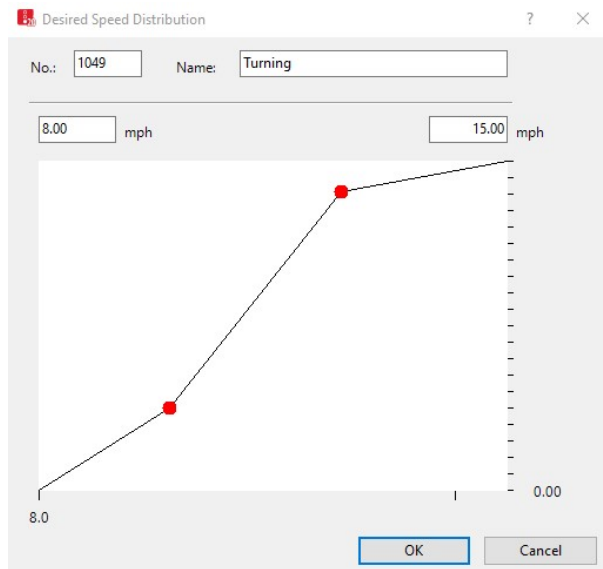 Desired Speed Distribution ? ×
No.: 1049 Name: Turning
8.00 mph 15.00 mph
0.00
8.0
OK Cancel